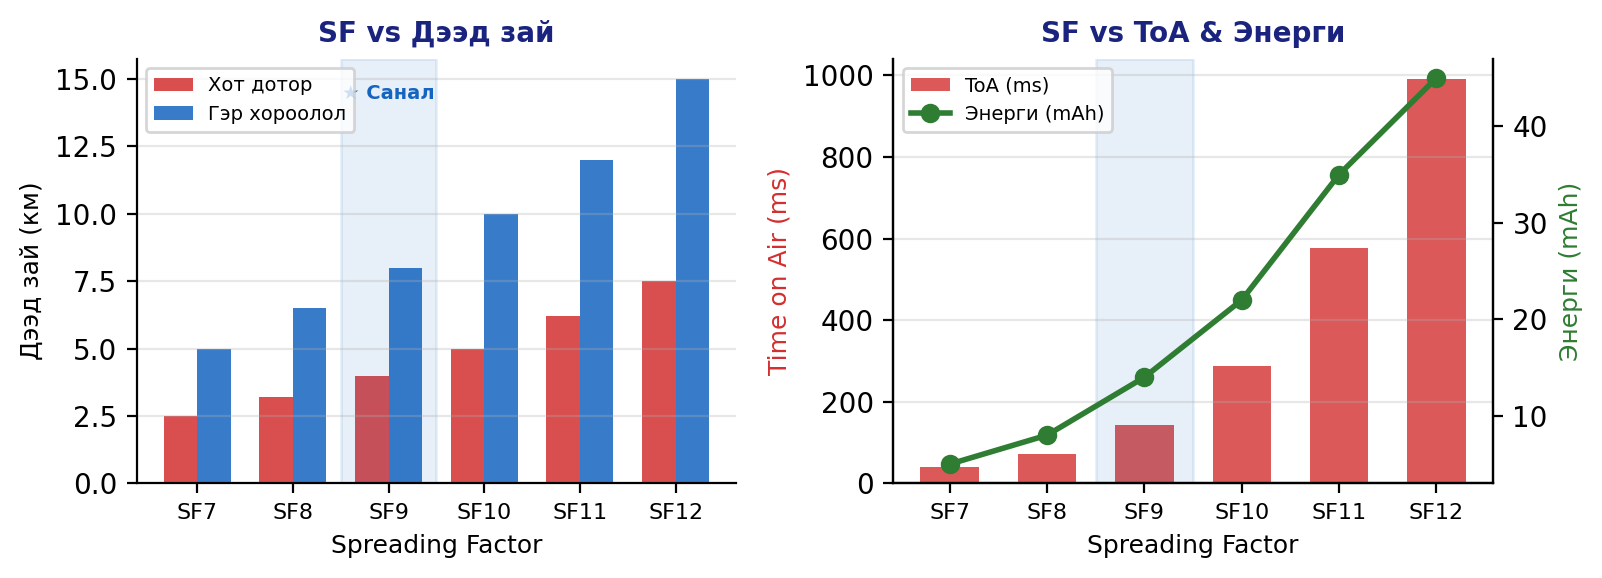 SF vs Дээд зай
Хот дотор
Гэр хороолол
★ Санал
Дээд зай (км)
15.0
12.5
10.0
7.5
5.0
2.5
0.0
SF7 SF8 SF9 SF10 SF11 SF12
Spreading Factor
SF vs ToA & Энерги
ToA (ms)
Энерги (mAh)
Time on Air (ms)
1000
800
600
400
200
0
40
30
20
10
Энерги (mAh)
SF7 SF8 SF9 SF10 SF11 SF12
Spreading Factor